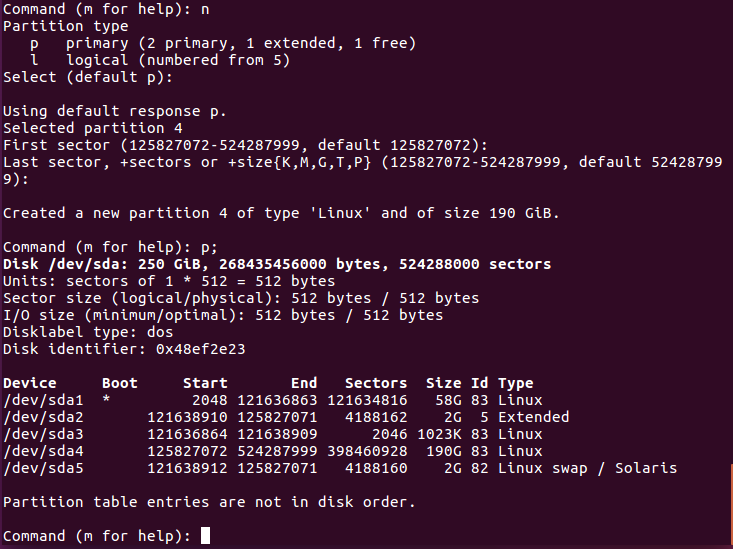 Command (m for help): n
Partition type
   p   primary (2 primary, 1 extended, 1 free)
   l   logical (numbered from 5)
Select (default p):

Using default response p.
Selected partition 4
First sector (125827072-524287999, default 125827072):
Last sector, +sectors or +size{K,M,G,T,P} (125827072-524287999, default 52428799
9):

Created a new partition 4 of type 'Linux' and of size 190 GiB.

Command (m for help): p;
Disk /dev/sda: 250 GiB, 268435456000 bytes, 524288000 sectors
Units: sectors of 1 * 512 = 512 bytes
Sector size (logical/physical): 512 bytes / 512 bytes
I/O size (minimum/optimal): 512 bytes / 512 bytes
Disklabel type: dos
Disk identifier: 0x48ef2e23

Device     Boot     Start       End   Sectors  Size Id Type
/dev/sda1  *         2048 121636863 121634816   58G 83 Linux
/dev/sda2       121638910 125827071   4188162    2G  5 Extended
/dev/sda3       121636864 121638909      2046 1023K 83 Linux
/dev/sda4       125827072 524287999 398460928  190G 83 Linux
/dev/sda5       121638912 125827071   4188160    2G 82 Linux swap / Solaris

Partition table entries are not in disk order.

Command (m for help):